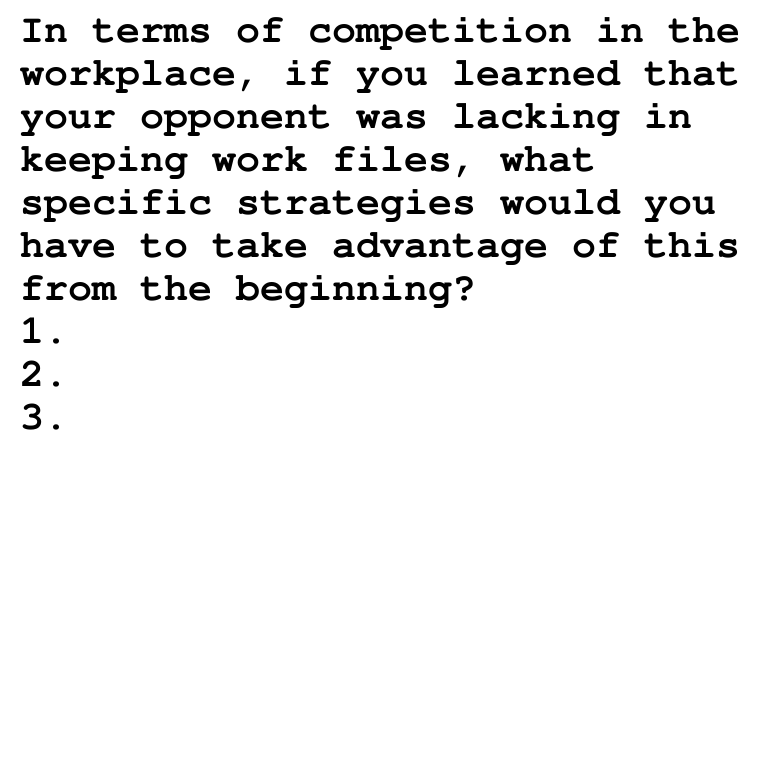 In terms of competition in the
workplace, if you learned that
your opponent was lacking in
keeping work files, what
specific strategies would you
have to take advantage of this
from the beginning?
1.
2.
3.